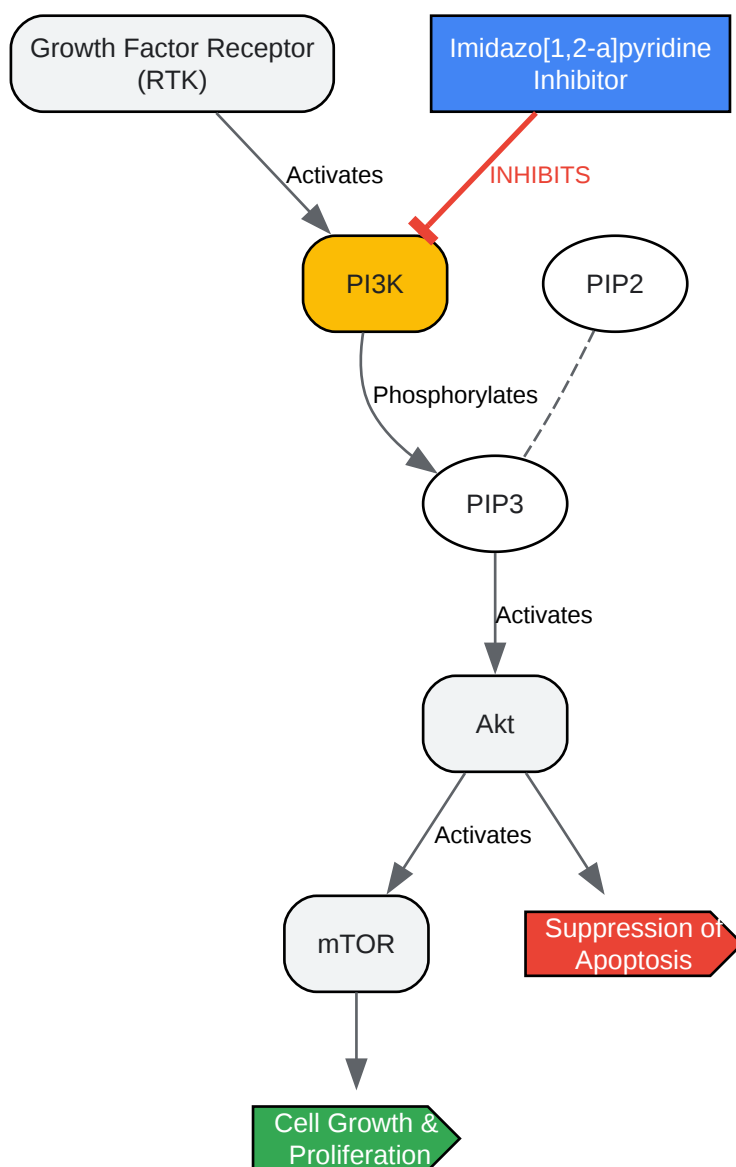 Growth Factor Receptor
(RTK)
Imidazo[1,2-a]pyridine
Inhibitor
Activates
INHIBITS
PI3K
PIP2
Phosphorylates
PIP3
Activates
Akt
Activates
mTOR
Suppression of
Apoptosis
Cell Growth &
Proliferation